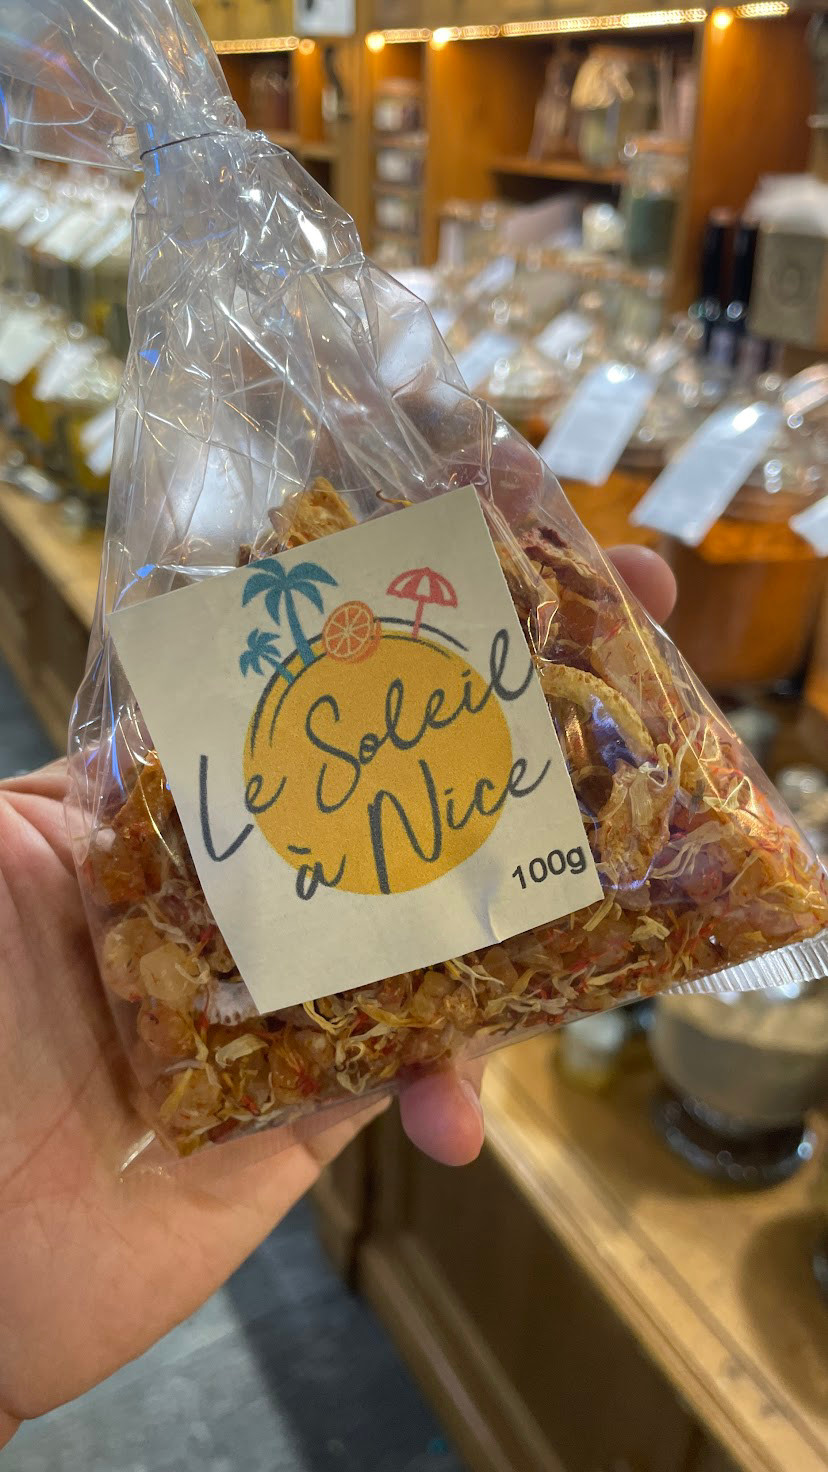 Le Soleil
à Nice
100g